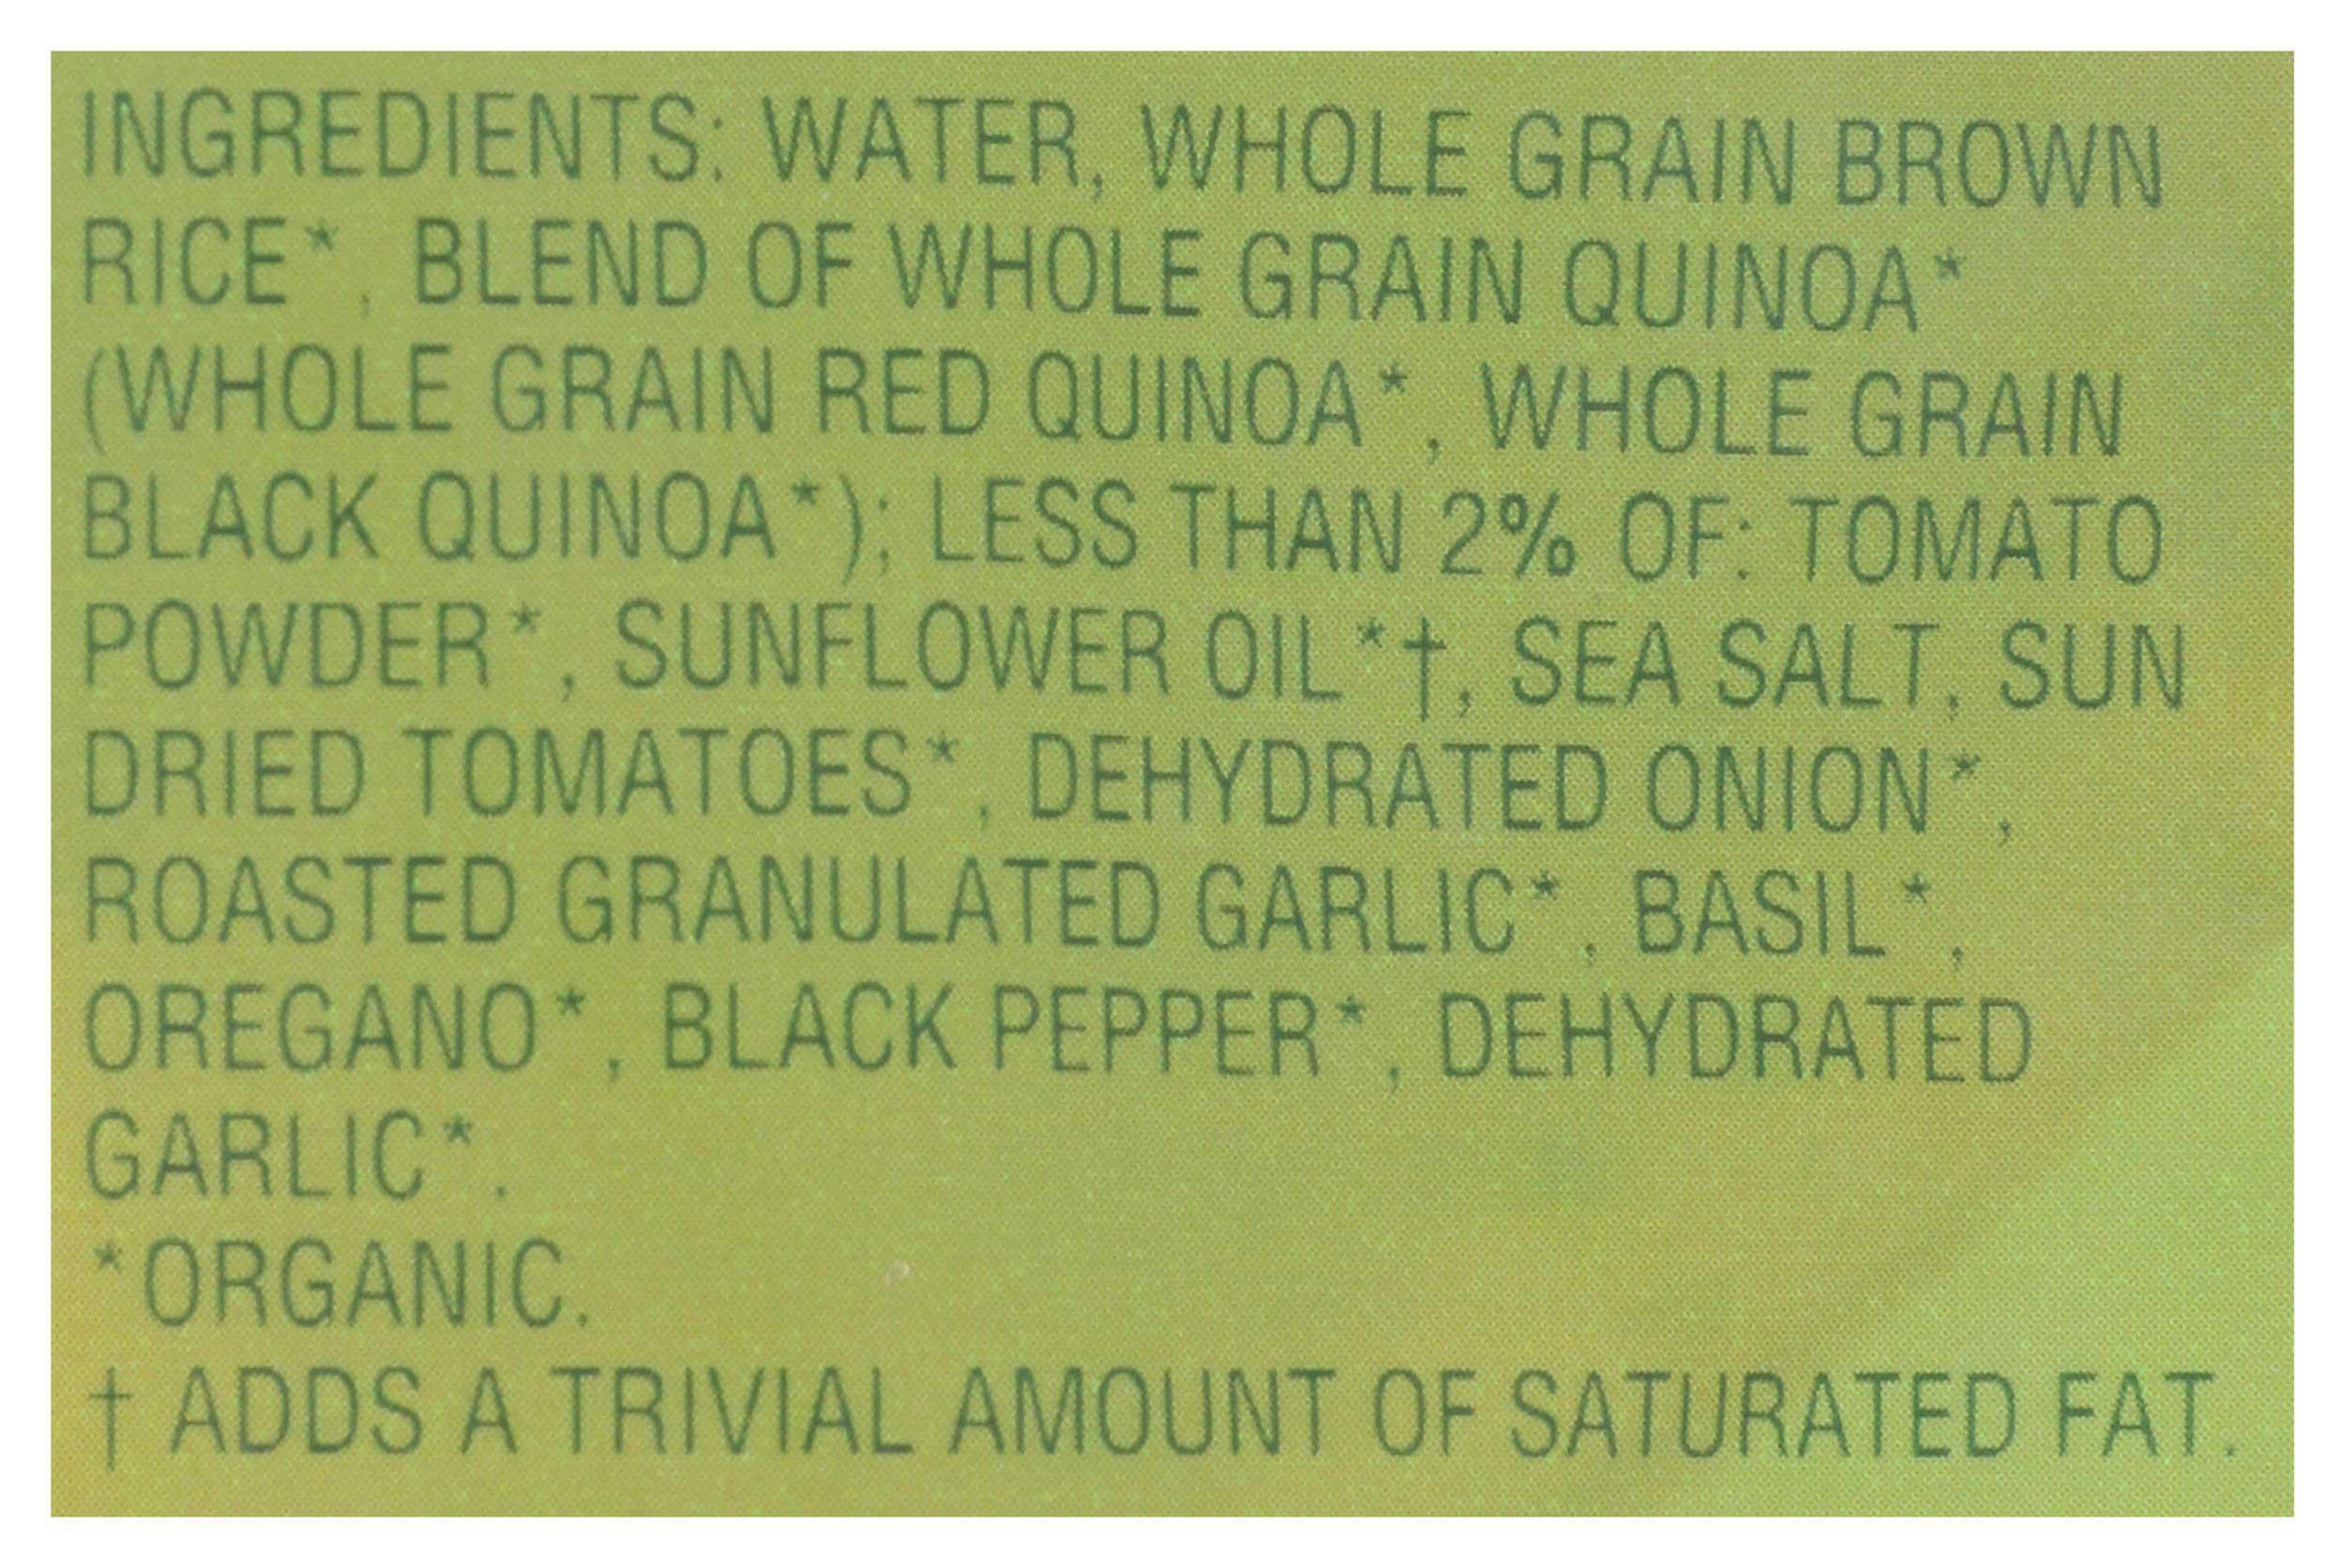 INGREDIENTS: WATER, WHOLE GRAIN BROWN
RICE*, BLEND OF WHOLE GRAIN QUINOA*
(WHOLE GRAIN RED QUINOA*, WHOLE GRAIN
BLACK QUINOA*); LESS THAN 2% OF: TOMATO
POWDER*, SUNFLOWER OIL*†, SEA SALT, SUN
DRIED TOMATOES*, DEHYDRATED ONION*,
ROASTED GRANULATED GARLIC*, BASIL*,
OREGANO*, BLACK PEPPER*, DEHYDRATED
GARLIC*.
*ORGANIC.
† ADDS A TRIVIAL AMOUNT OF SATURATED FAT.